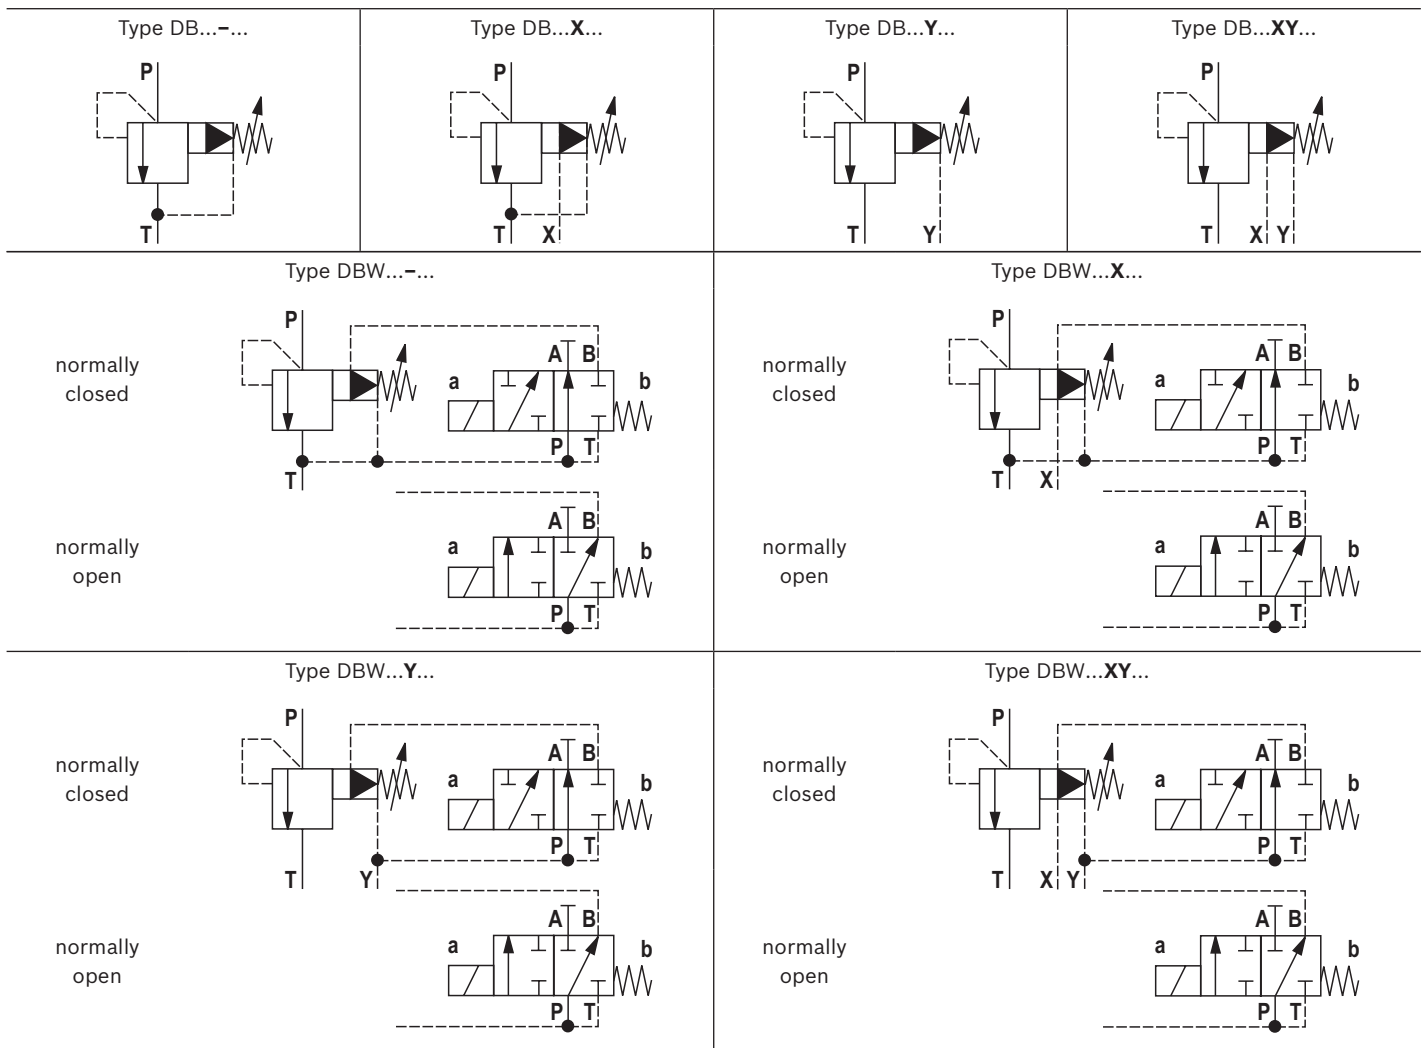 Type DB...–...
Type DB...X...
Type DB...Y...
Type DB...XY...
P
P
P
P
T
T X
T Y
T X Y
Type DBW...–...
Type DBW...X...
P
P
A B
A B
normally
closed
a
b
normally
closed
a
b
P T
P T
T
T X
A B
A B
normally
open
a
b
normally
open
a
b
P T
P T
Type DBW...Y...
Type DBW...XY...
P
P
A B
A B
normally
closed
a
b
normally
closed
a
b
P T
P T
T Y
T X Y
A B
A B
normally
open
a
b
normally
open
a
b
P T
P T